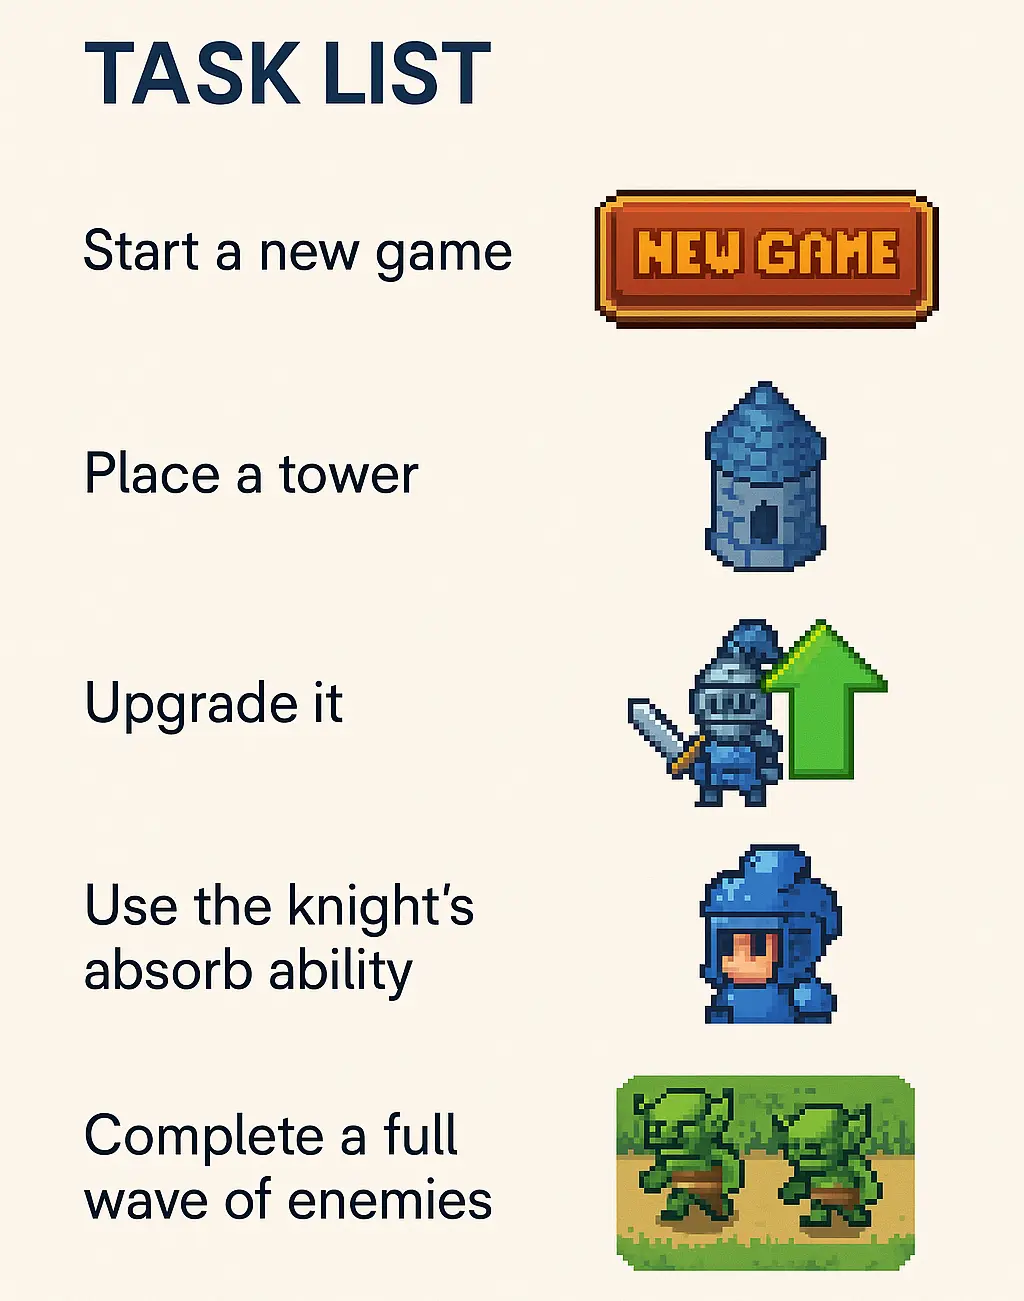 TASK LIST
Start a new game
NEW GAME
Place a tower
Upgrade it
Use the knight's
absorb ability
Complete a full
wave of enemies